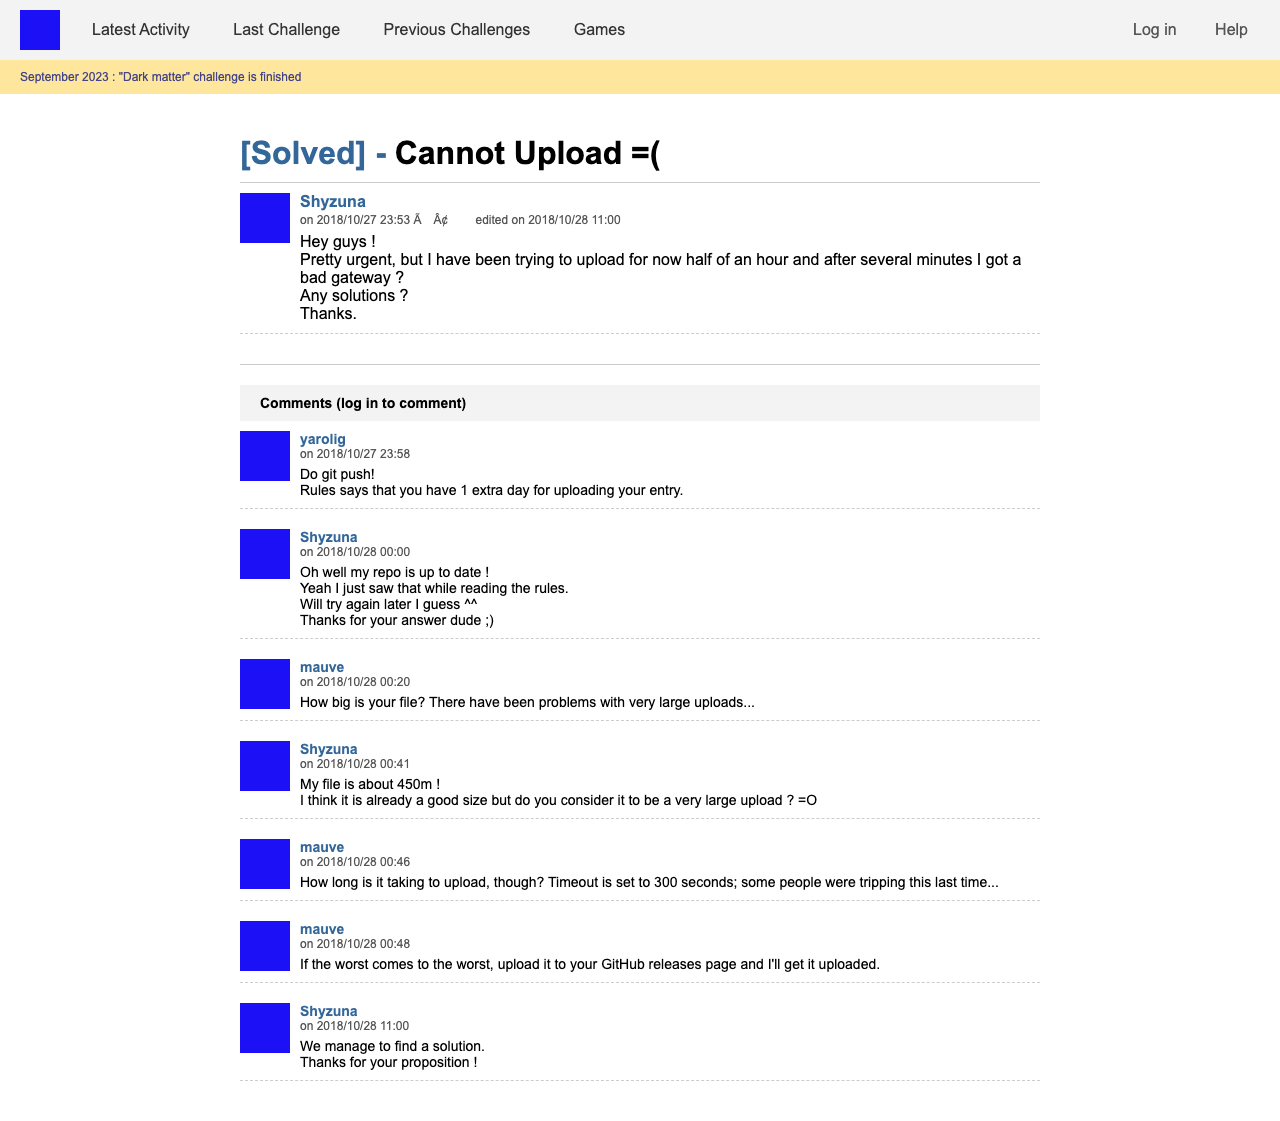 Latest Activity Last Challenge Previous Challenges Games Log in Help
September 2023 : "Dark matter" challenge is finished
[Solved] - Cannot Upload =(
Shyzuna
on 2018/10/27 23:53 Ã Â¢ edited on 2018/10/28 11:00
Hey guys !
Pretty urgent, but I have been trying to upload for now half of an hour and after several minutes I got a
bad gateway ?
Any solutions ?
Thanks.
Comments (log in to comment)
yarolig
on 2018/10/27 23:58
Do git push!
Rules says that you have 1 extra day for uploading your entry.
Shyzuna
on 2018/10/28 00:00
Oh well my repo is up to date !
Yeah I just saw that while reading the rules.
Will try again later I guess ^^
Thanks for your answer dude ;)
mauve
on 2018/10/28 00:20
How big is your file? There have been problems with very large uploads...
Shyzuna
on 2018/10/28 00:41
My file is about 450m !
I think it is already a good size but do you consider it to be a very large upload ? =O
mauve
on 2018/10/28 00:46
How long is it taking to upload, though? Timeout is set to 300 seconds; some people were tripping this last time...
mauve
on 2018/10/28 00:48
If the worst comes to the worst, upload it to your GitHub releases page and I'll get it uploaded.
Shyzuna
on 2018/10/28 11:00
We manage to find a solution.
Thanks for your proposition !